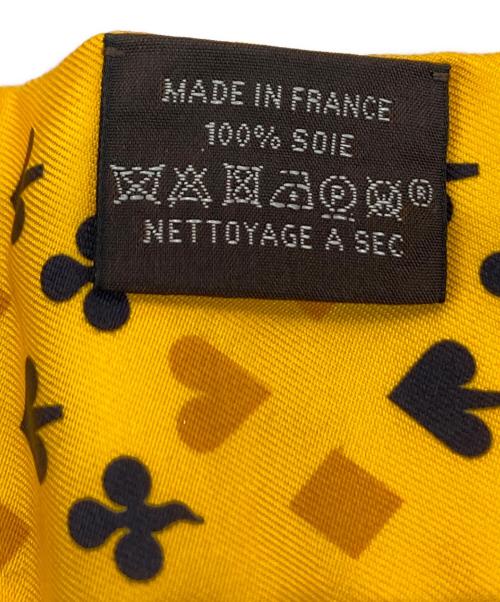 MADE IN FRANCE
100% SOIE
P W ®
NETTOYAGE A SEC